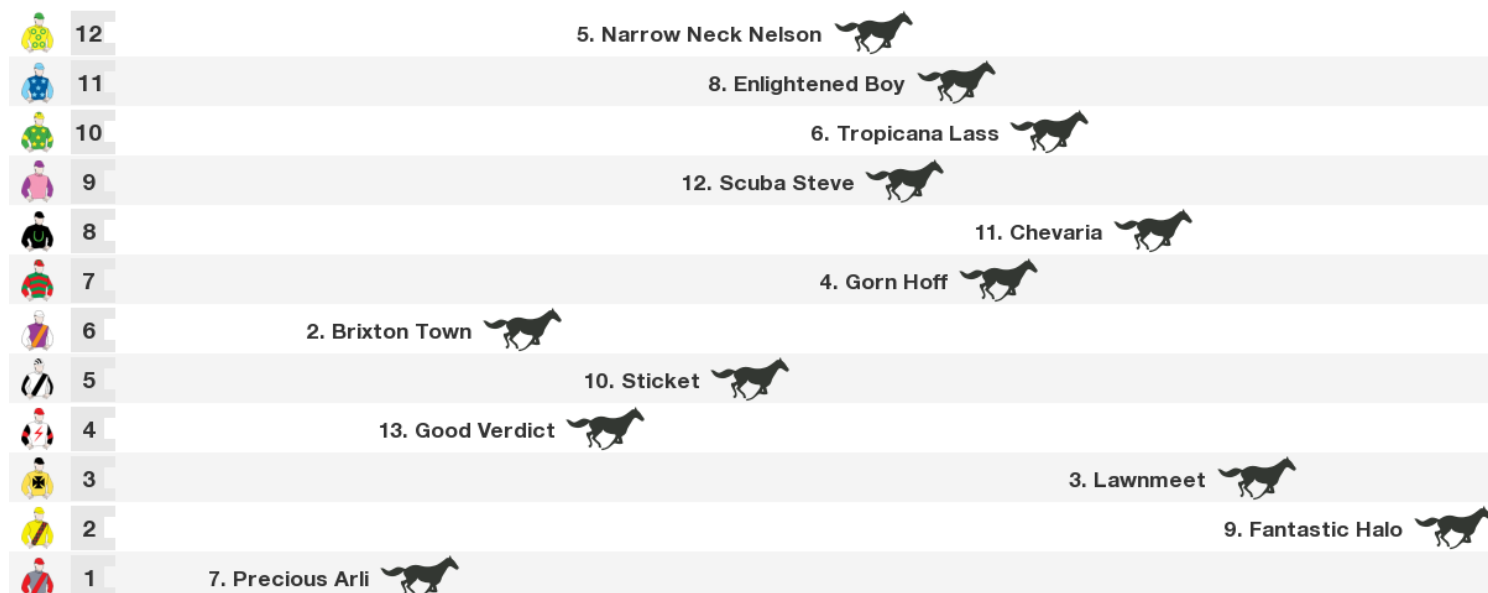 12 5. Narrow Neck Nelson
11 8. Enlightened Boy
10 6. Tropicana Lass
9 12. Scuba Steve
8 11. Chevaria
7 4. Gorn Hoff
6 2. Brixton Town
5 10. Sticket
4 13. Good Verdict
3 3. Lawnmeet
2 9. Fantastic Halo
1 7. Precious Arli